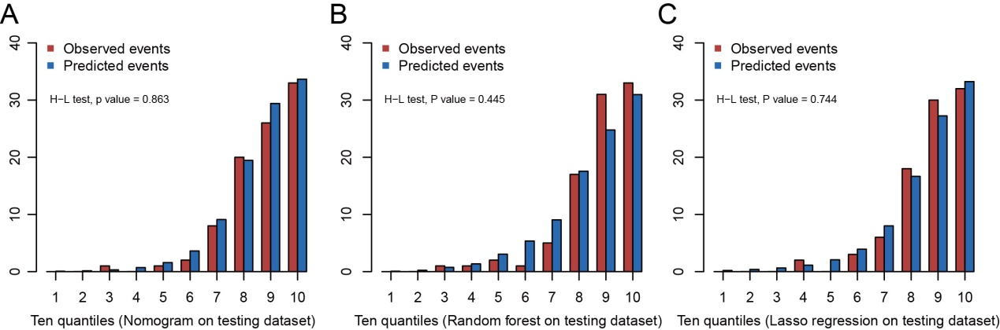 A
40
30
20
10
0
Observed events
Predicted events
H−L test, p value = 0.863
1 2 3 4 5 6 7 8 9 10
Ten quantiles (Nomogram on testing dataset)
B
40
30
20
10
0
Observed events
Predicted events
H−L test, P value = 0.445
1 2 3 4 5 6 7 8 9 10
Ten quantiles (Random forest on testing dataset)
C
40
30
20
10
0
Observed events
Predicted events
H−L test, P value = 0.744
1 2 3 4 5 6 7 8 9 10
Ten quantiles (Lasso regression on testing dataset)